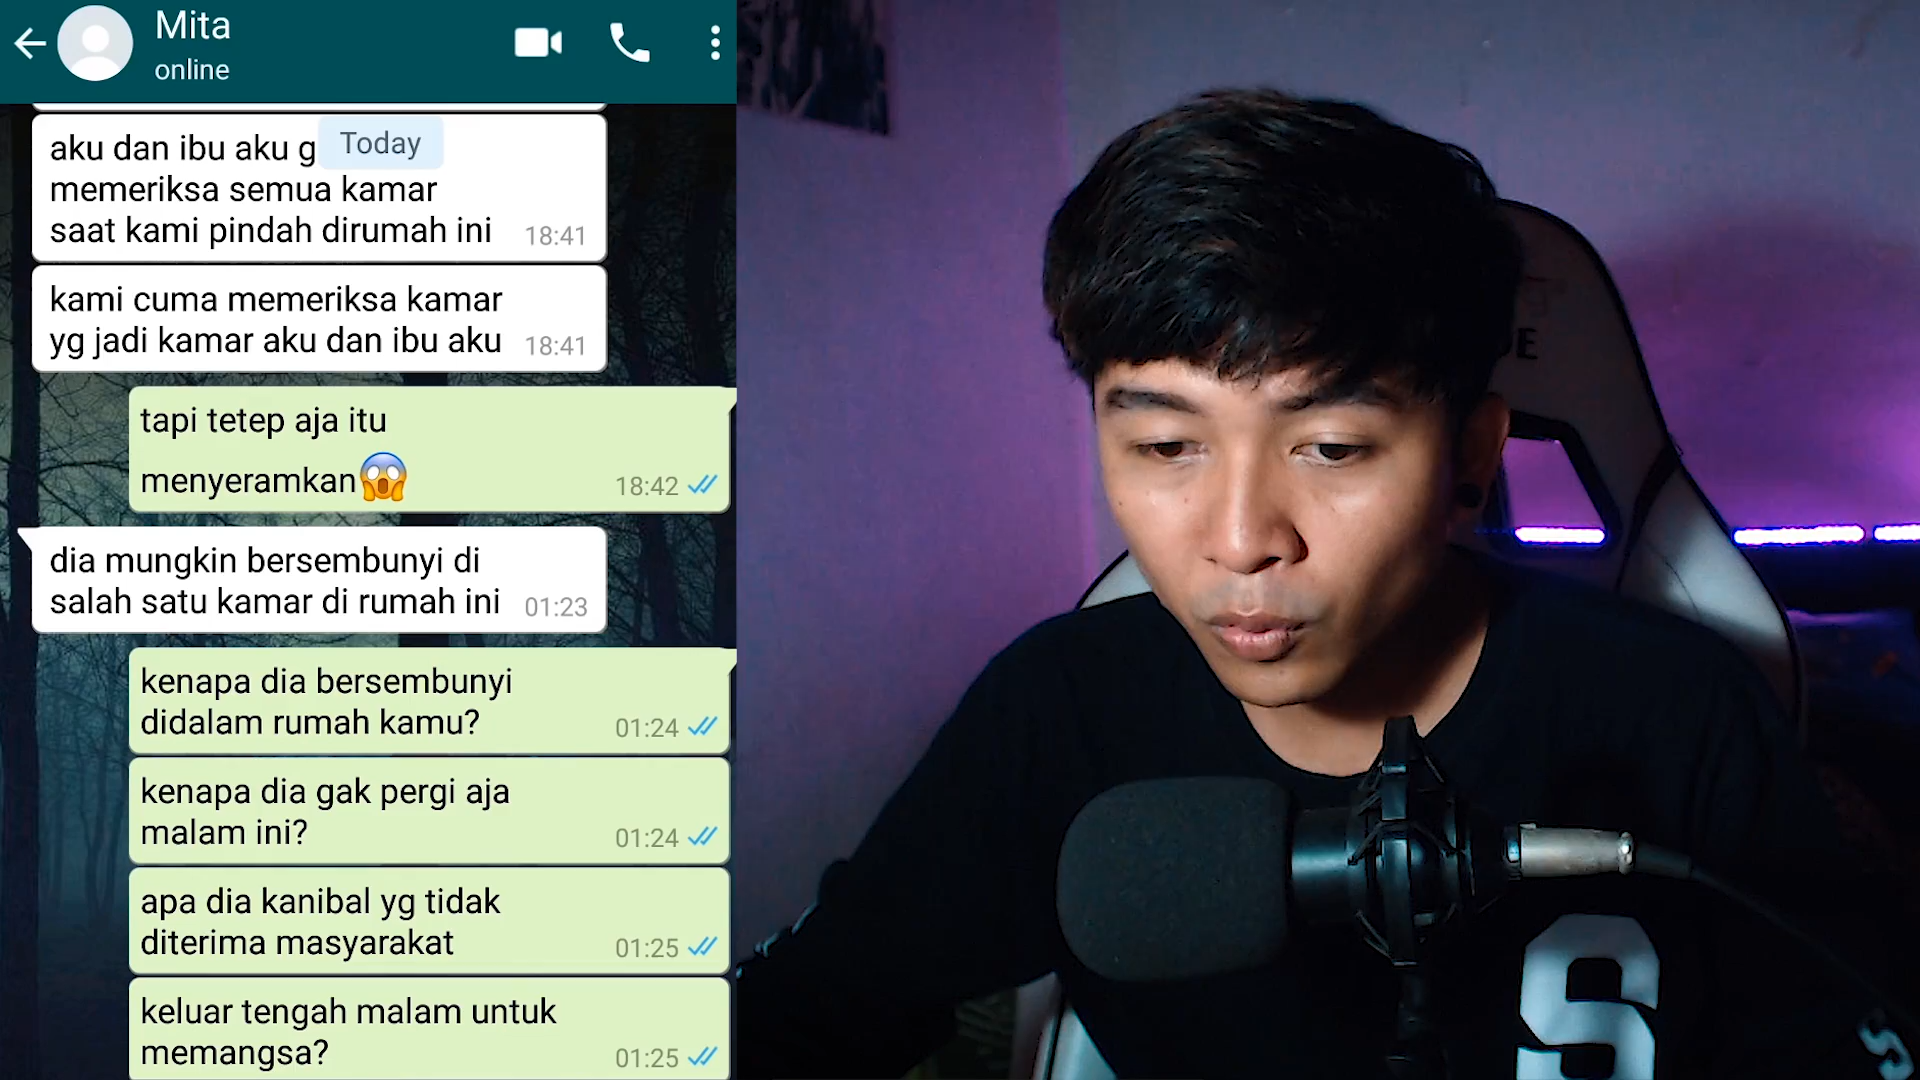 Mita
online
Today
aku dan ibu aku g
memeriksa semua kamar
saat kami pindah dirumah ini 18:41
kami cuma memeriksa kamar
yg jadi kamar aku dan ibu aku 18:41
tapi tetep aja itu
menyeramkan😱 18:42
dia mungkin bersembunyi di
salah satu kamar di rumah ini 01:23
kenapa dia bersembunyi
didalam rumah kamu? 01:24
kenapa dia gak pergi aja
malam ini? 01:24
apa dia kanibal yg tidak
diterima masyarakat 01:25
keluar tengah malam untuk
memangsa? 01:25
S